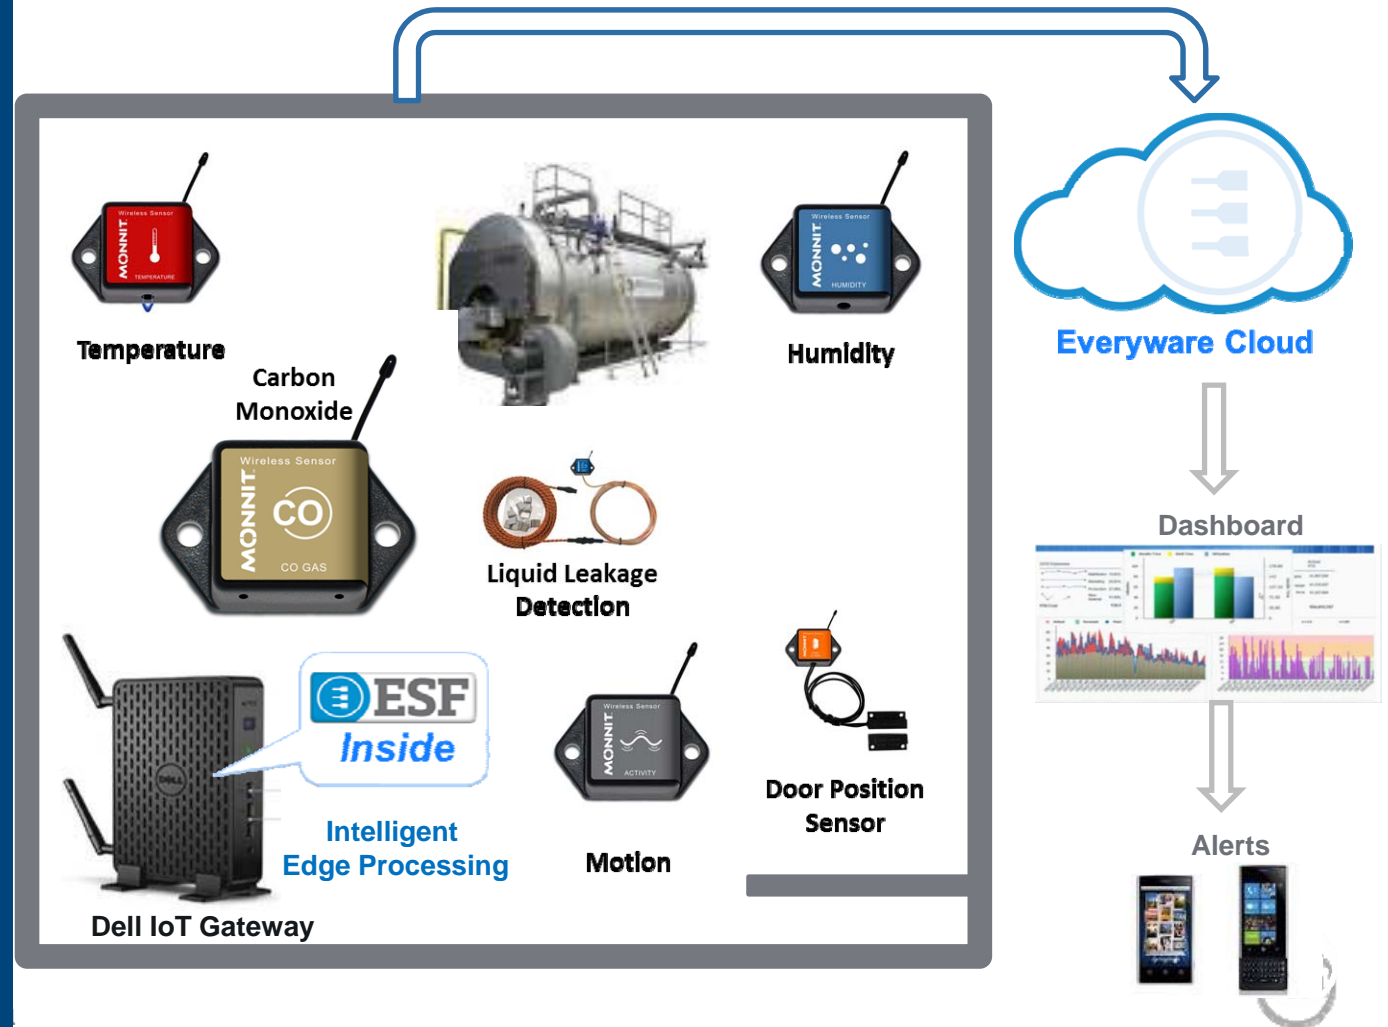 Wireless Sensor
MONNIT
TEMPERATURE
Temperature
Wireless Sensor
MONNIT
HUMIDITY
Humidity
Everyware Cloud
Carbon
Monoxide
Wireless Sensor
MONNIT
CO
CO GAS
Liquid Leakage
Detection
Dashboard
MONNIT
Door Position
Sensor
Wireless Sensor
MONNIT
ACTIVITY
Motion
DELL
ESF
Inside
Intelligent
Edge Processing
Dell IoT Gateway
Alerts